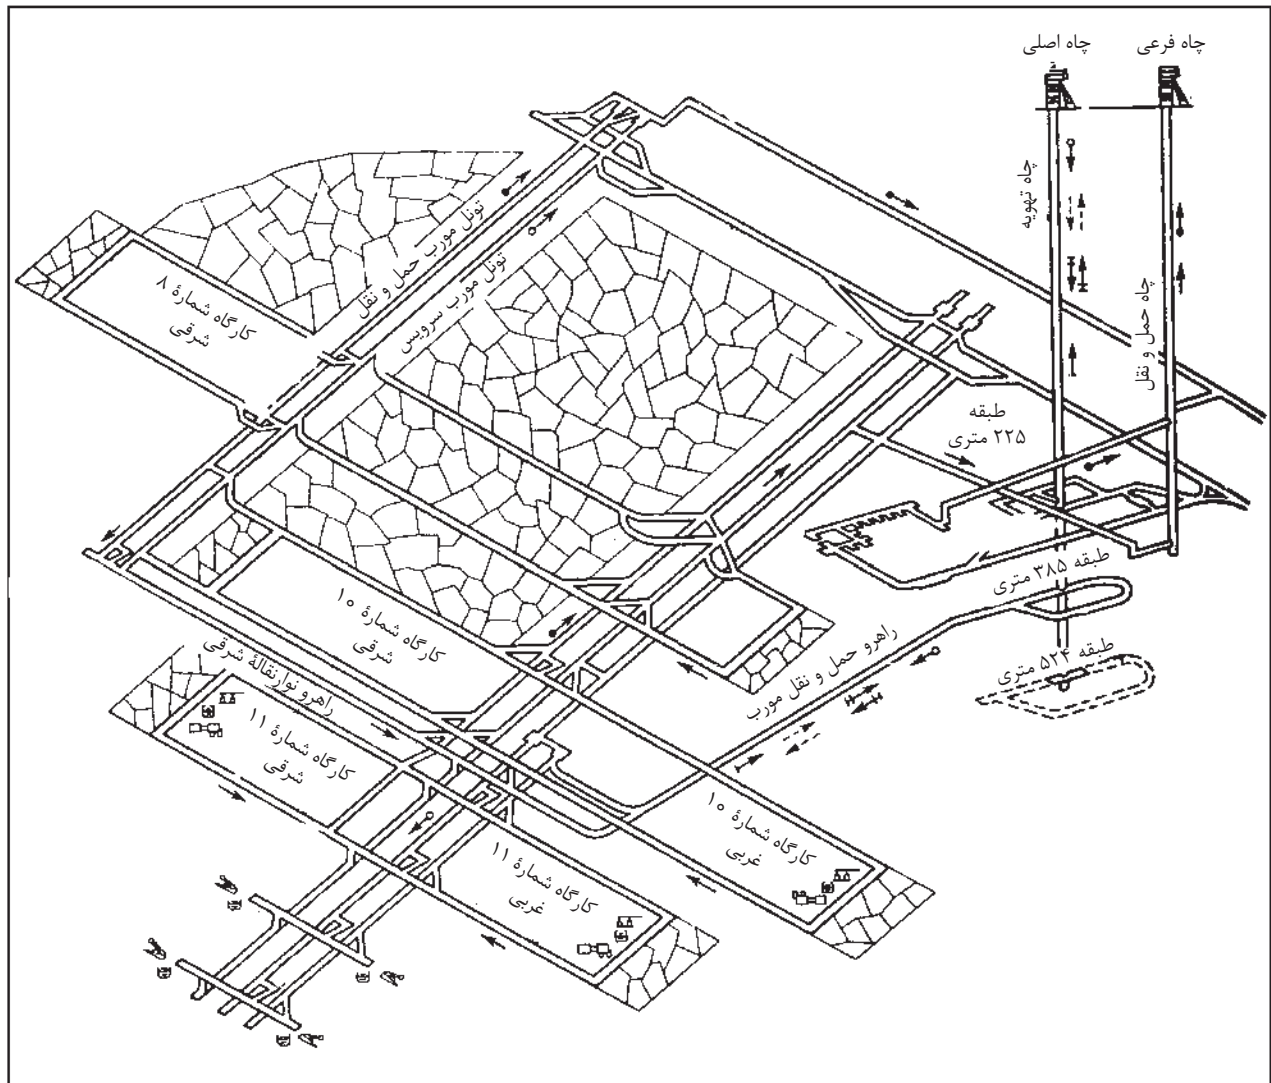 چاه فرعی
چاه اصلی
چاه تهویه
چاه حمل و نقل
تونل مورب حمل و نقل
تونل مورب سرویس
کارگاه شمارهٔ ۸
شرقی
طبقه
۲۲۵ متری
طبقه ۳۸۵ متری
طبقه ۵۲۴ متری
راهرو حمل و نقل مورب
کارگاه شمارهٔ ۱۰
شرقی
راهرو نوارنقالهٔ شرقی
کارگاه شمارهٔ ۱۱
شرقی
کارگاه شمارهٔ ۱۰
غربی
کارگاه شمارهٔ ۱۱
غربی